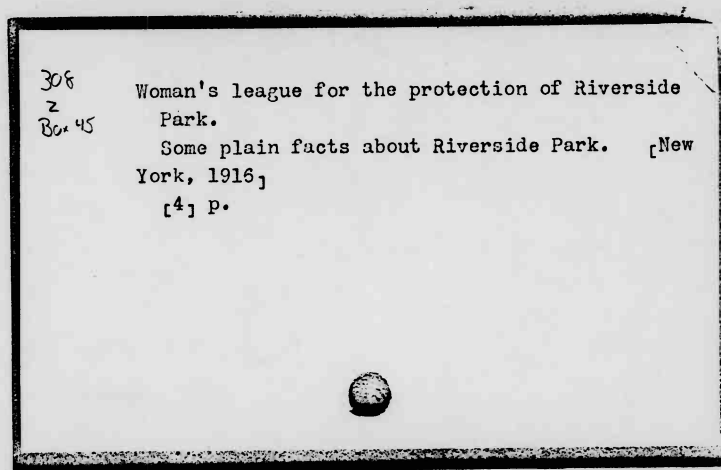 308
Z
Box 45
Woman's league for the protection of Riverside
Park.
Some plain facts about Riverside Park. [New
York, 1916]
[4] p.